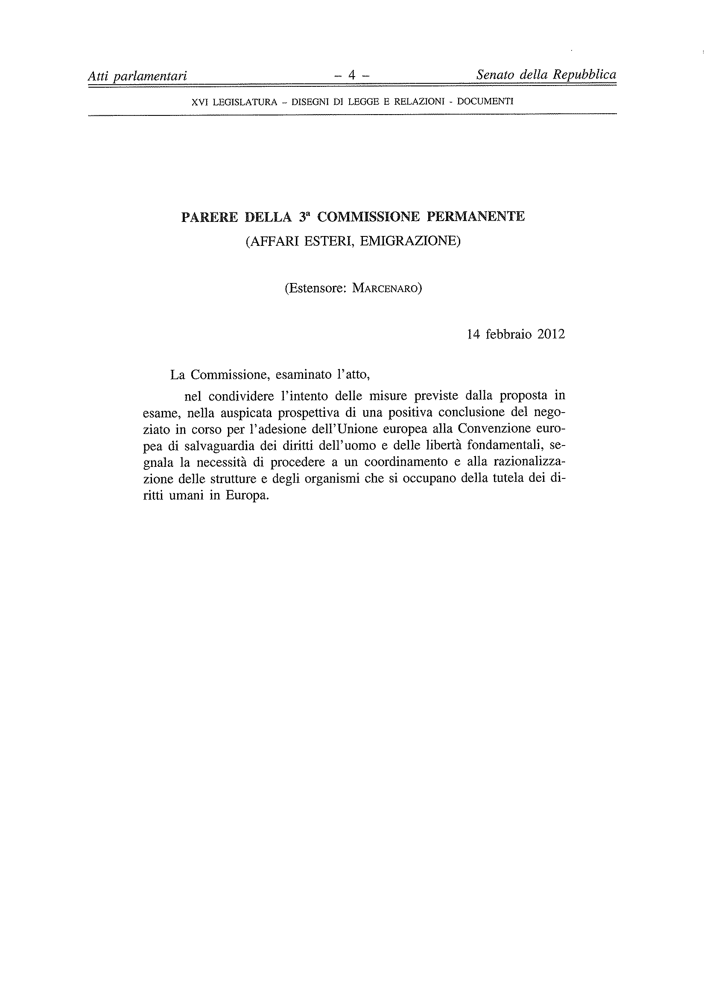 Atti parlamentari – 4 – Senato della Repubblica
XVI LEGISLATURA – DISEGNI DI LEGGE E RELAZIONI - DOCUMENTI
PARERE DELLA 3ª COMMISSIONE PERMANENTE
(AFFARI ESTERI, EMIGRAZIONE)
(Estensore: MARCENARO)
14 febbraio 2012
La Commissione, esaminato l'atto,
nel condividere l'intento delle misure previste dalla proposta in
esame, nella auspicata prospettiva di una positiva conclusione del nego-
ziato in corso per l'adesione dell'Unione europea alla Convenzione euro-
pea di salvaguardia dei diritti dell'uomo e delle libertà fondamentali, se-
gnala la necessità di procedere a un coordinamento e alla razionalizza-
zione delle strutture e degli organismi che si occupano della tutela dei di-
ritti umani in Europa.